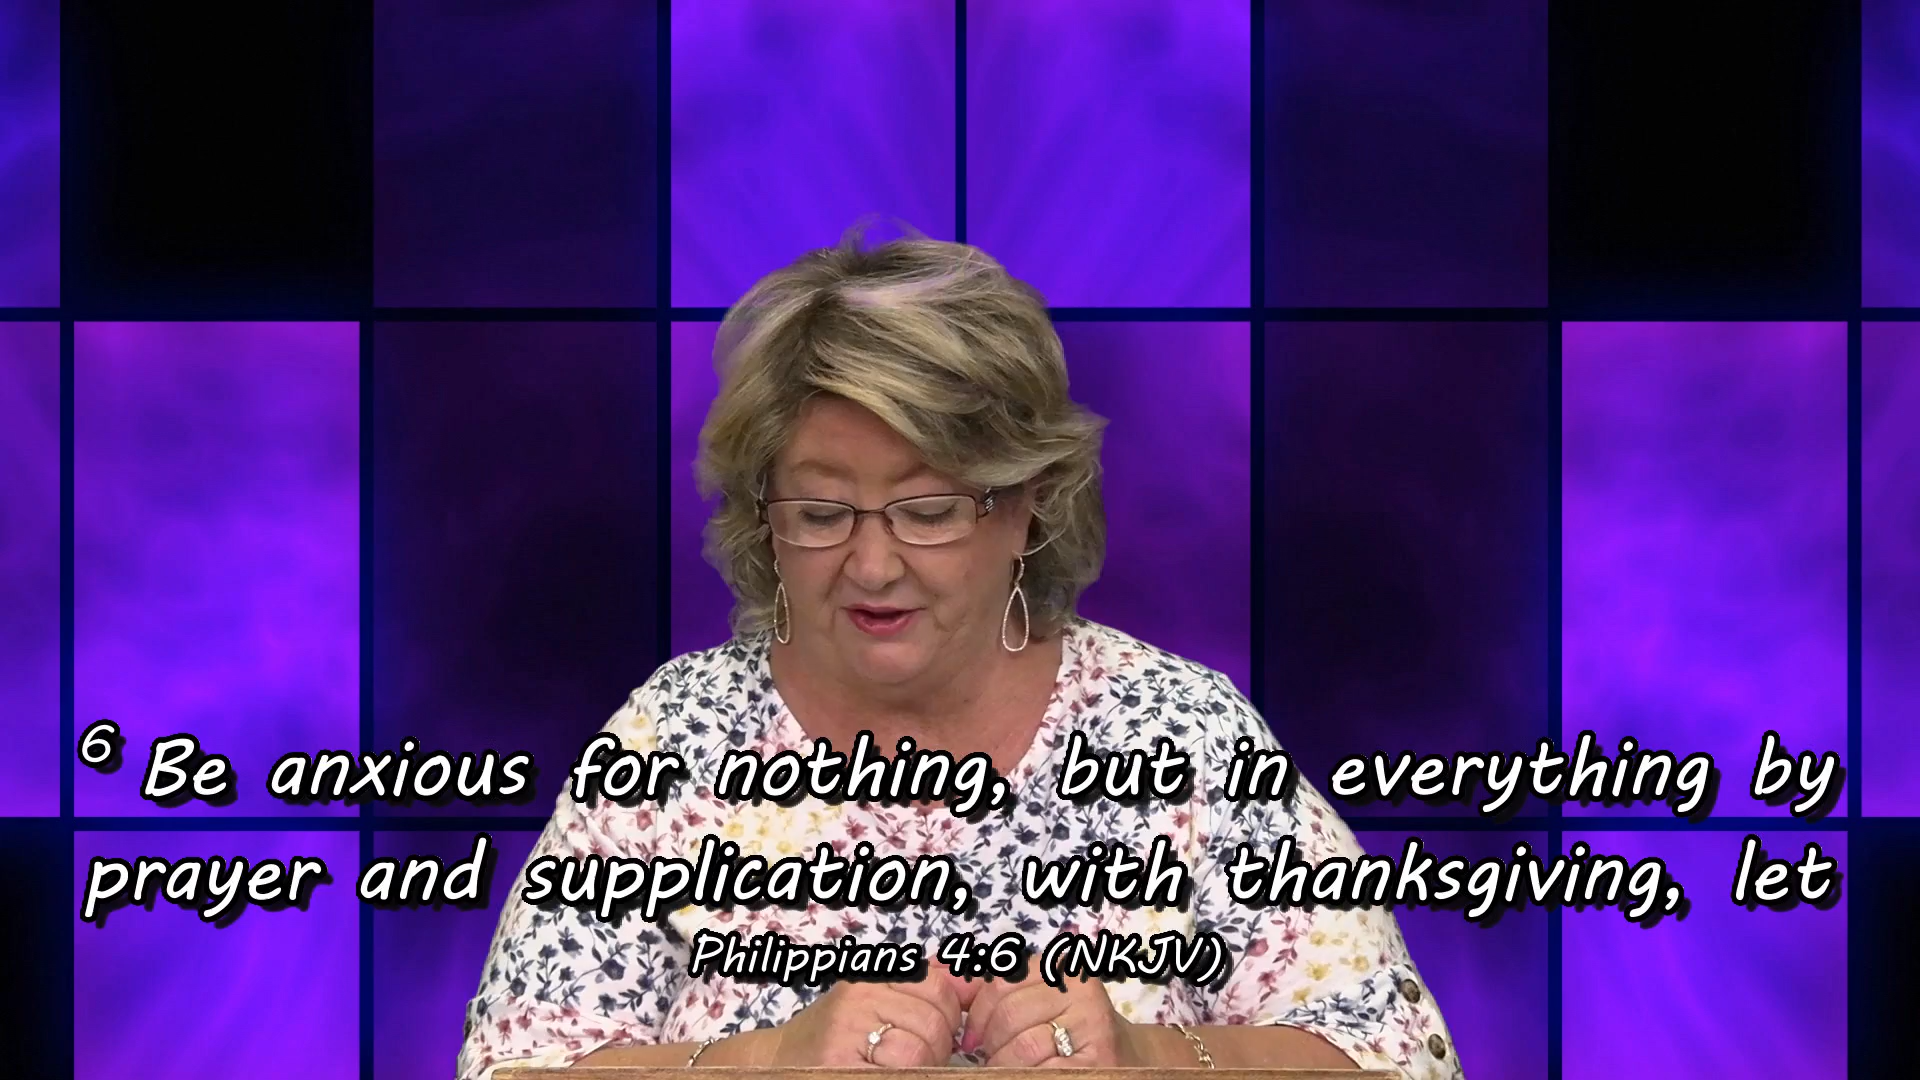 6 Be anxious for nothing, but in everything by
prayer and supplication, with thanksgiving, let
Philippians 4:6 (NKJV)